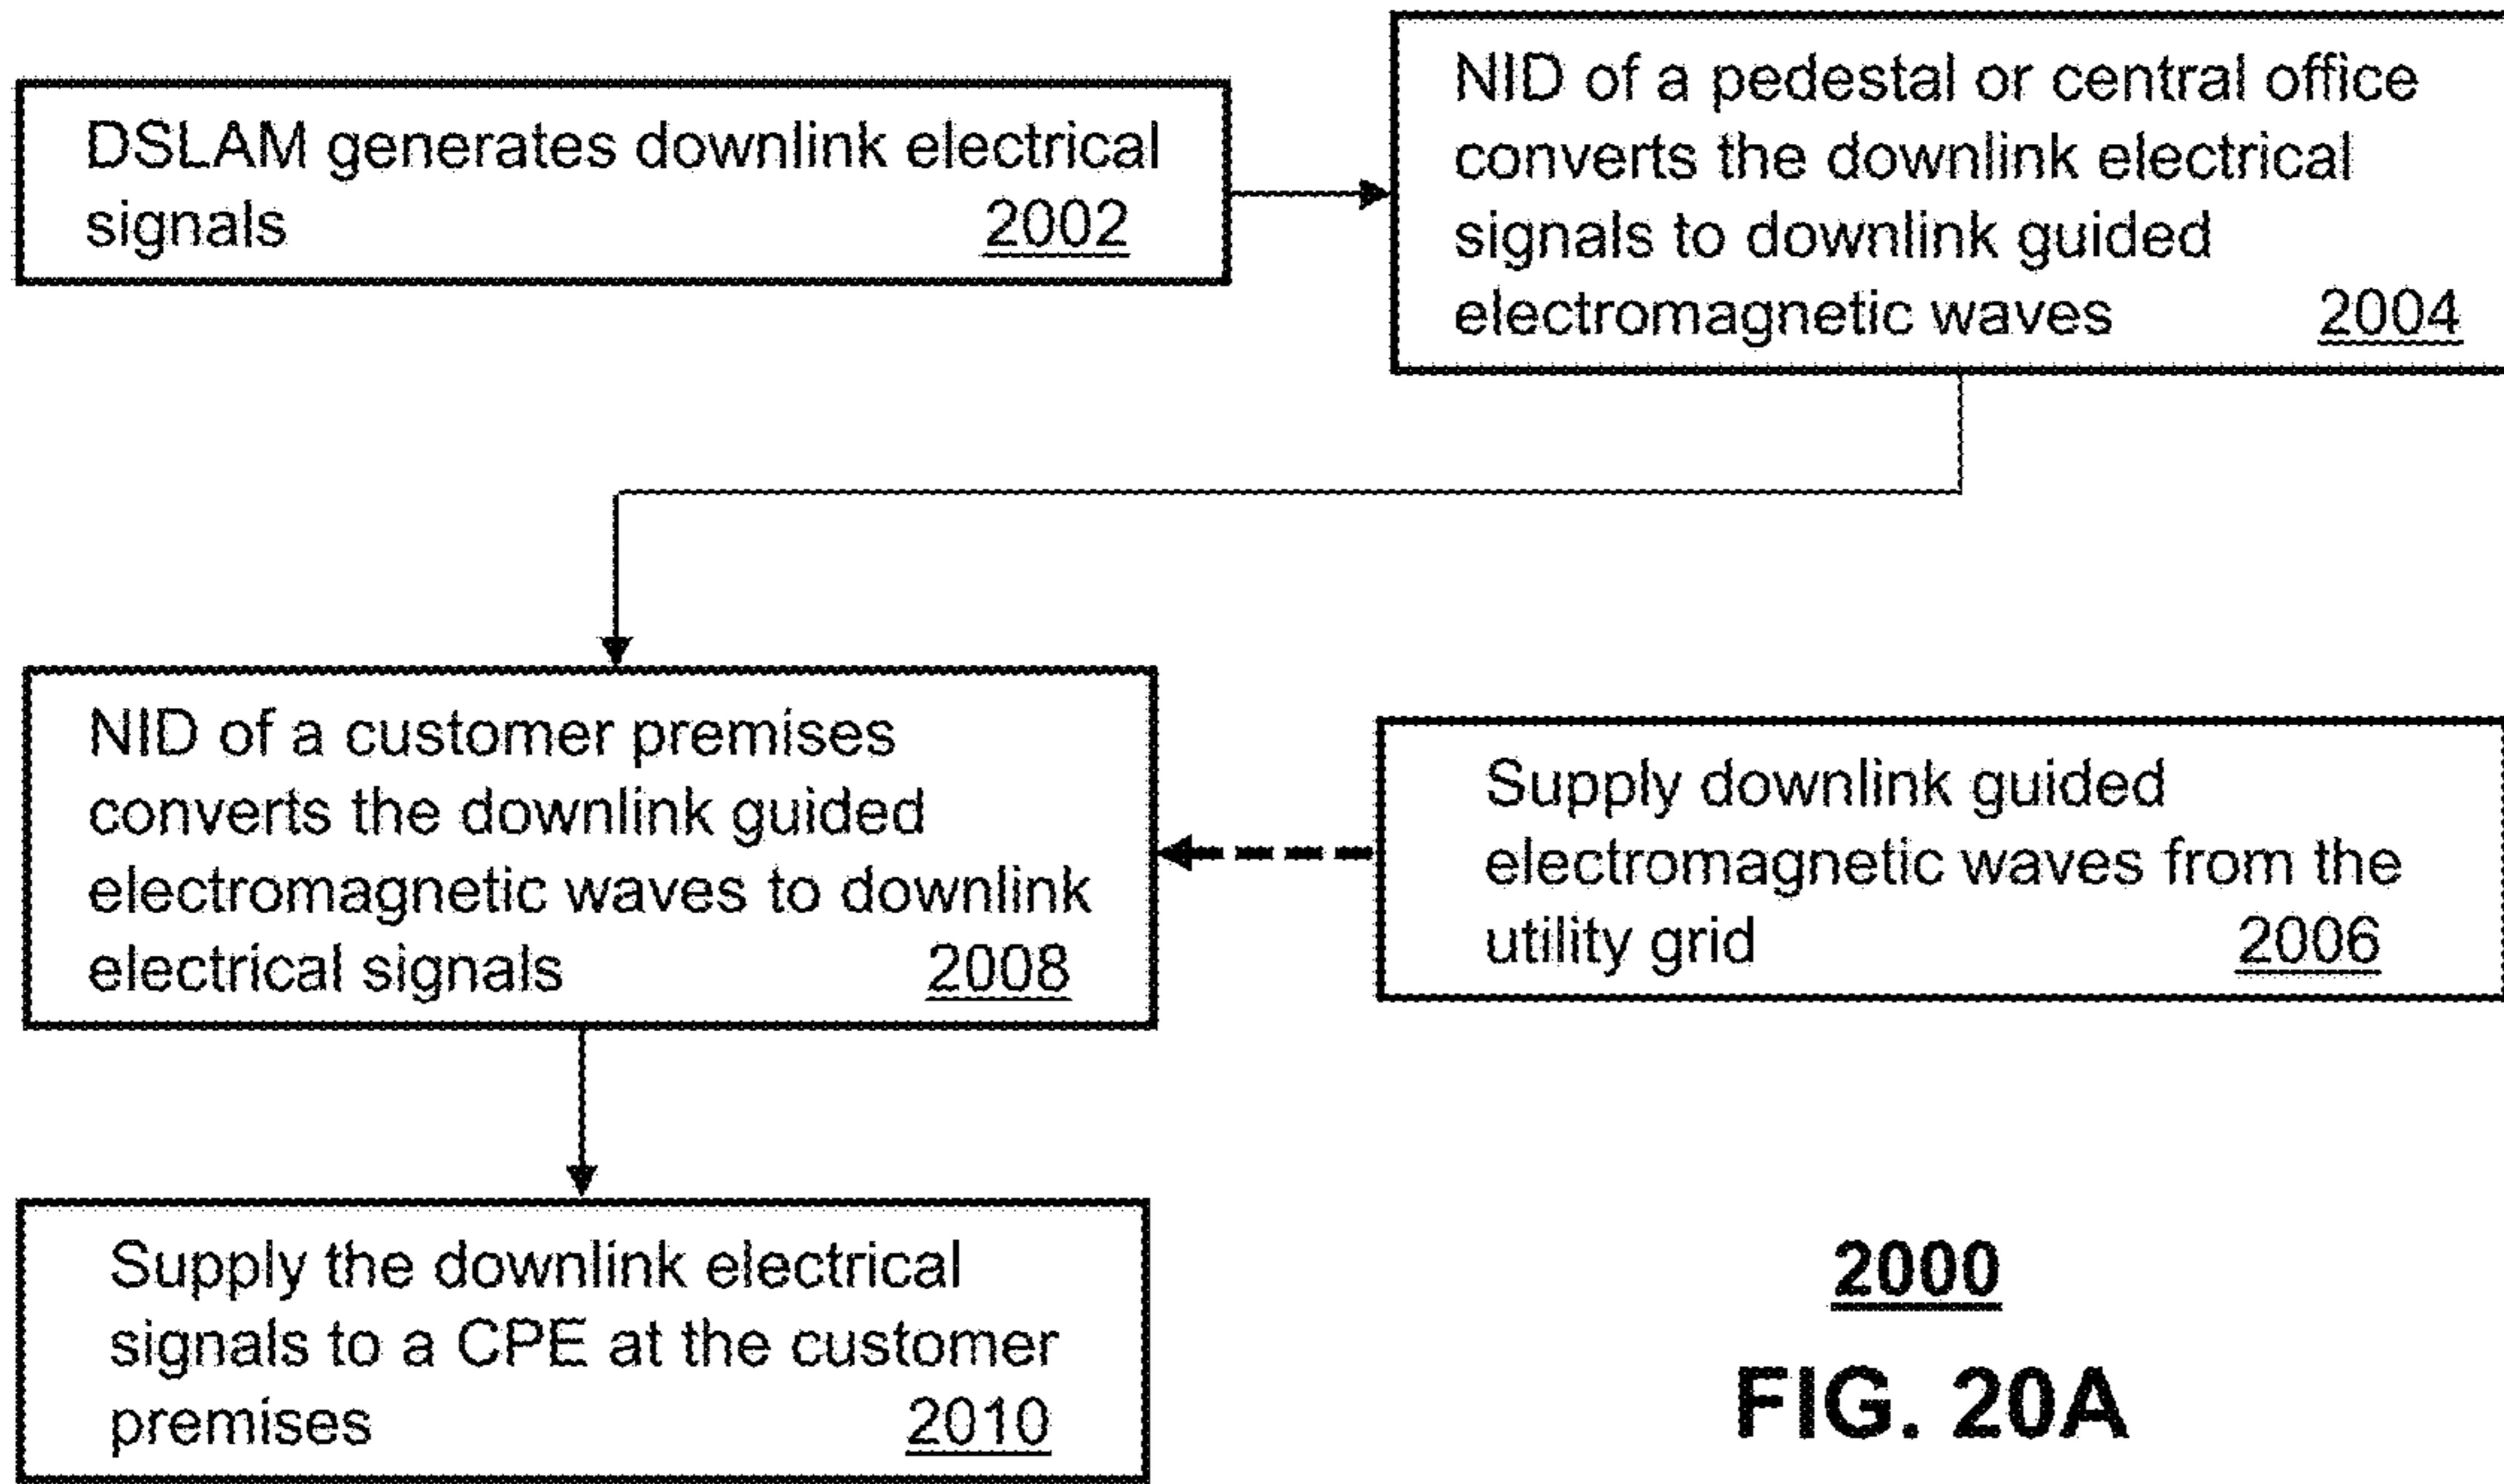 DSLAM generates downlink electrical
signals 2002
NID of a pedestal or central office
converts the downlink electrical
signals to downlink guided
electromagnetic waves 2004
NID of a customer premises
converts the downlink guided
electromagnetic waves to downlink
electrical signals 2008
Supply downlink guided
electromagnetic waves from the
utility grid 2006
Supply the downlink electrical
signals to a CPE at the customer
premises 2010
2000
FIG. 20A